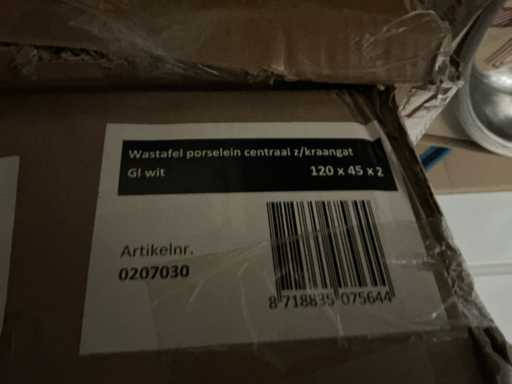 Wastafel porselein centraal z/kraangat
Gl wit 120 x 45 x 2
Artikelnr.
0207030
8 718835 075644